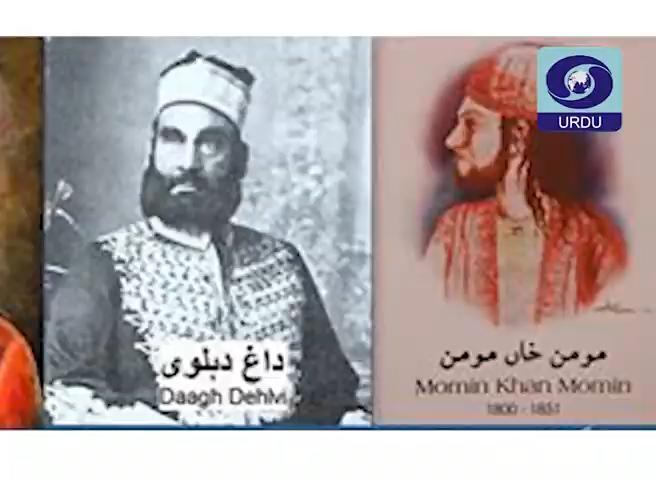 URDU
داغ دہلوی
Daagh Dehlvi
مومن خاں مومن
Momin Khan Momin
1800 - 1851